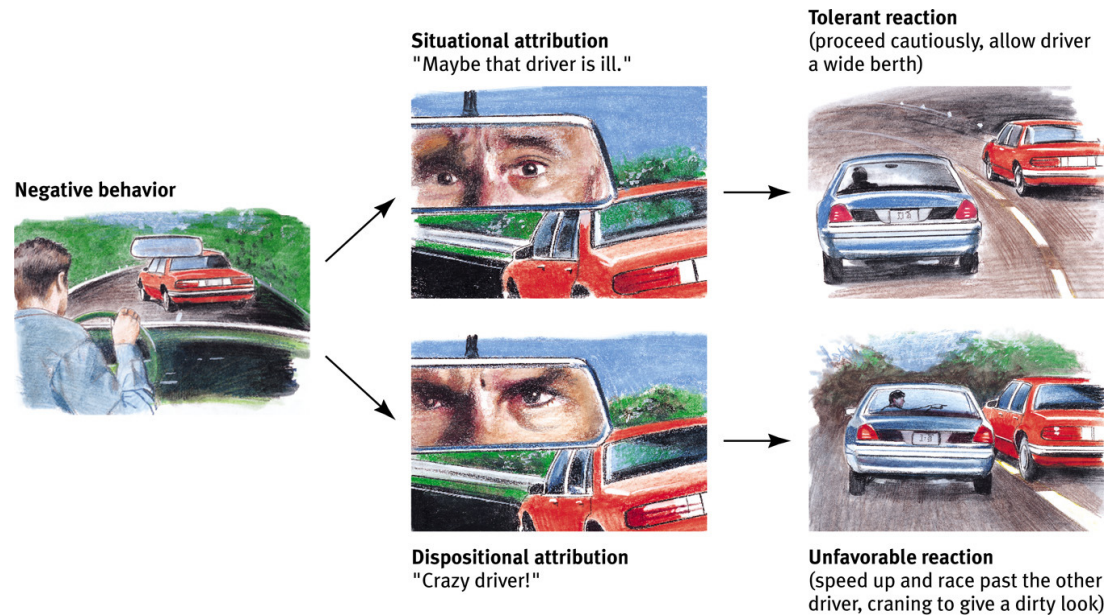 Negative behavior
Situational attribution
"Maybe that driver is ill."
Tolerant reaction
(proceed cautiously, allow driver
a wide berth)
Dispositional attribution
"Crazy driver!"
Unfavorable reaction
(speed up and race past the other
driver, craning to give a dirty look)